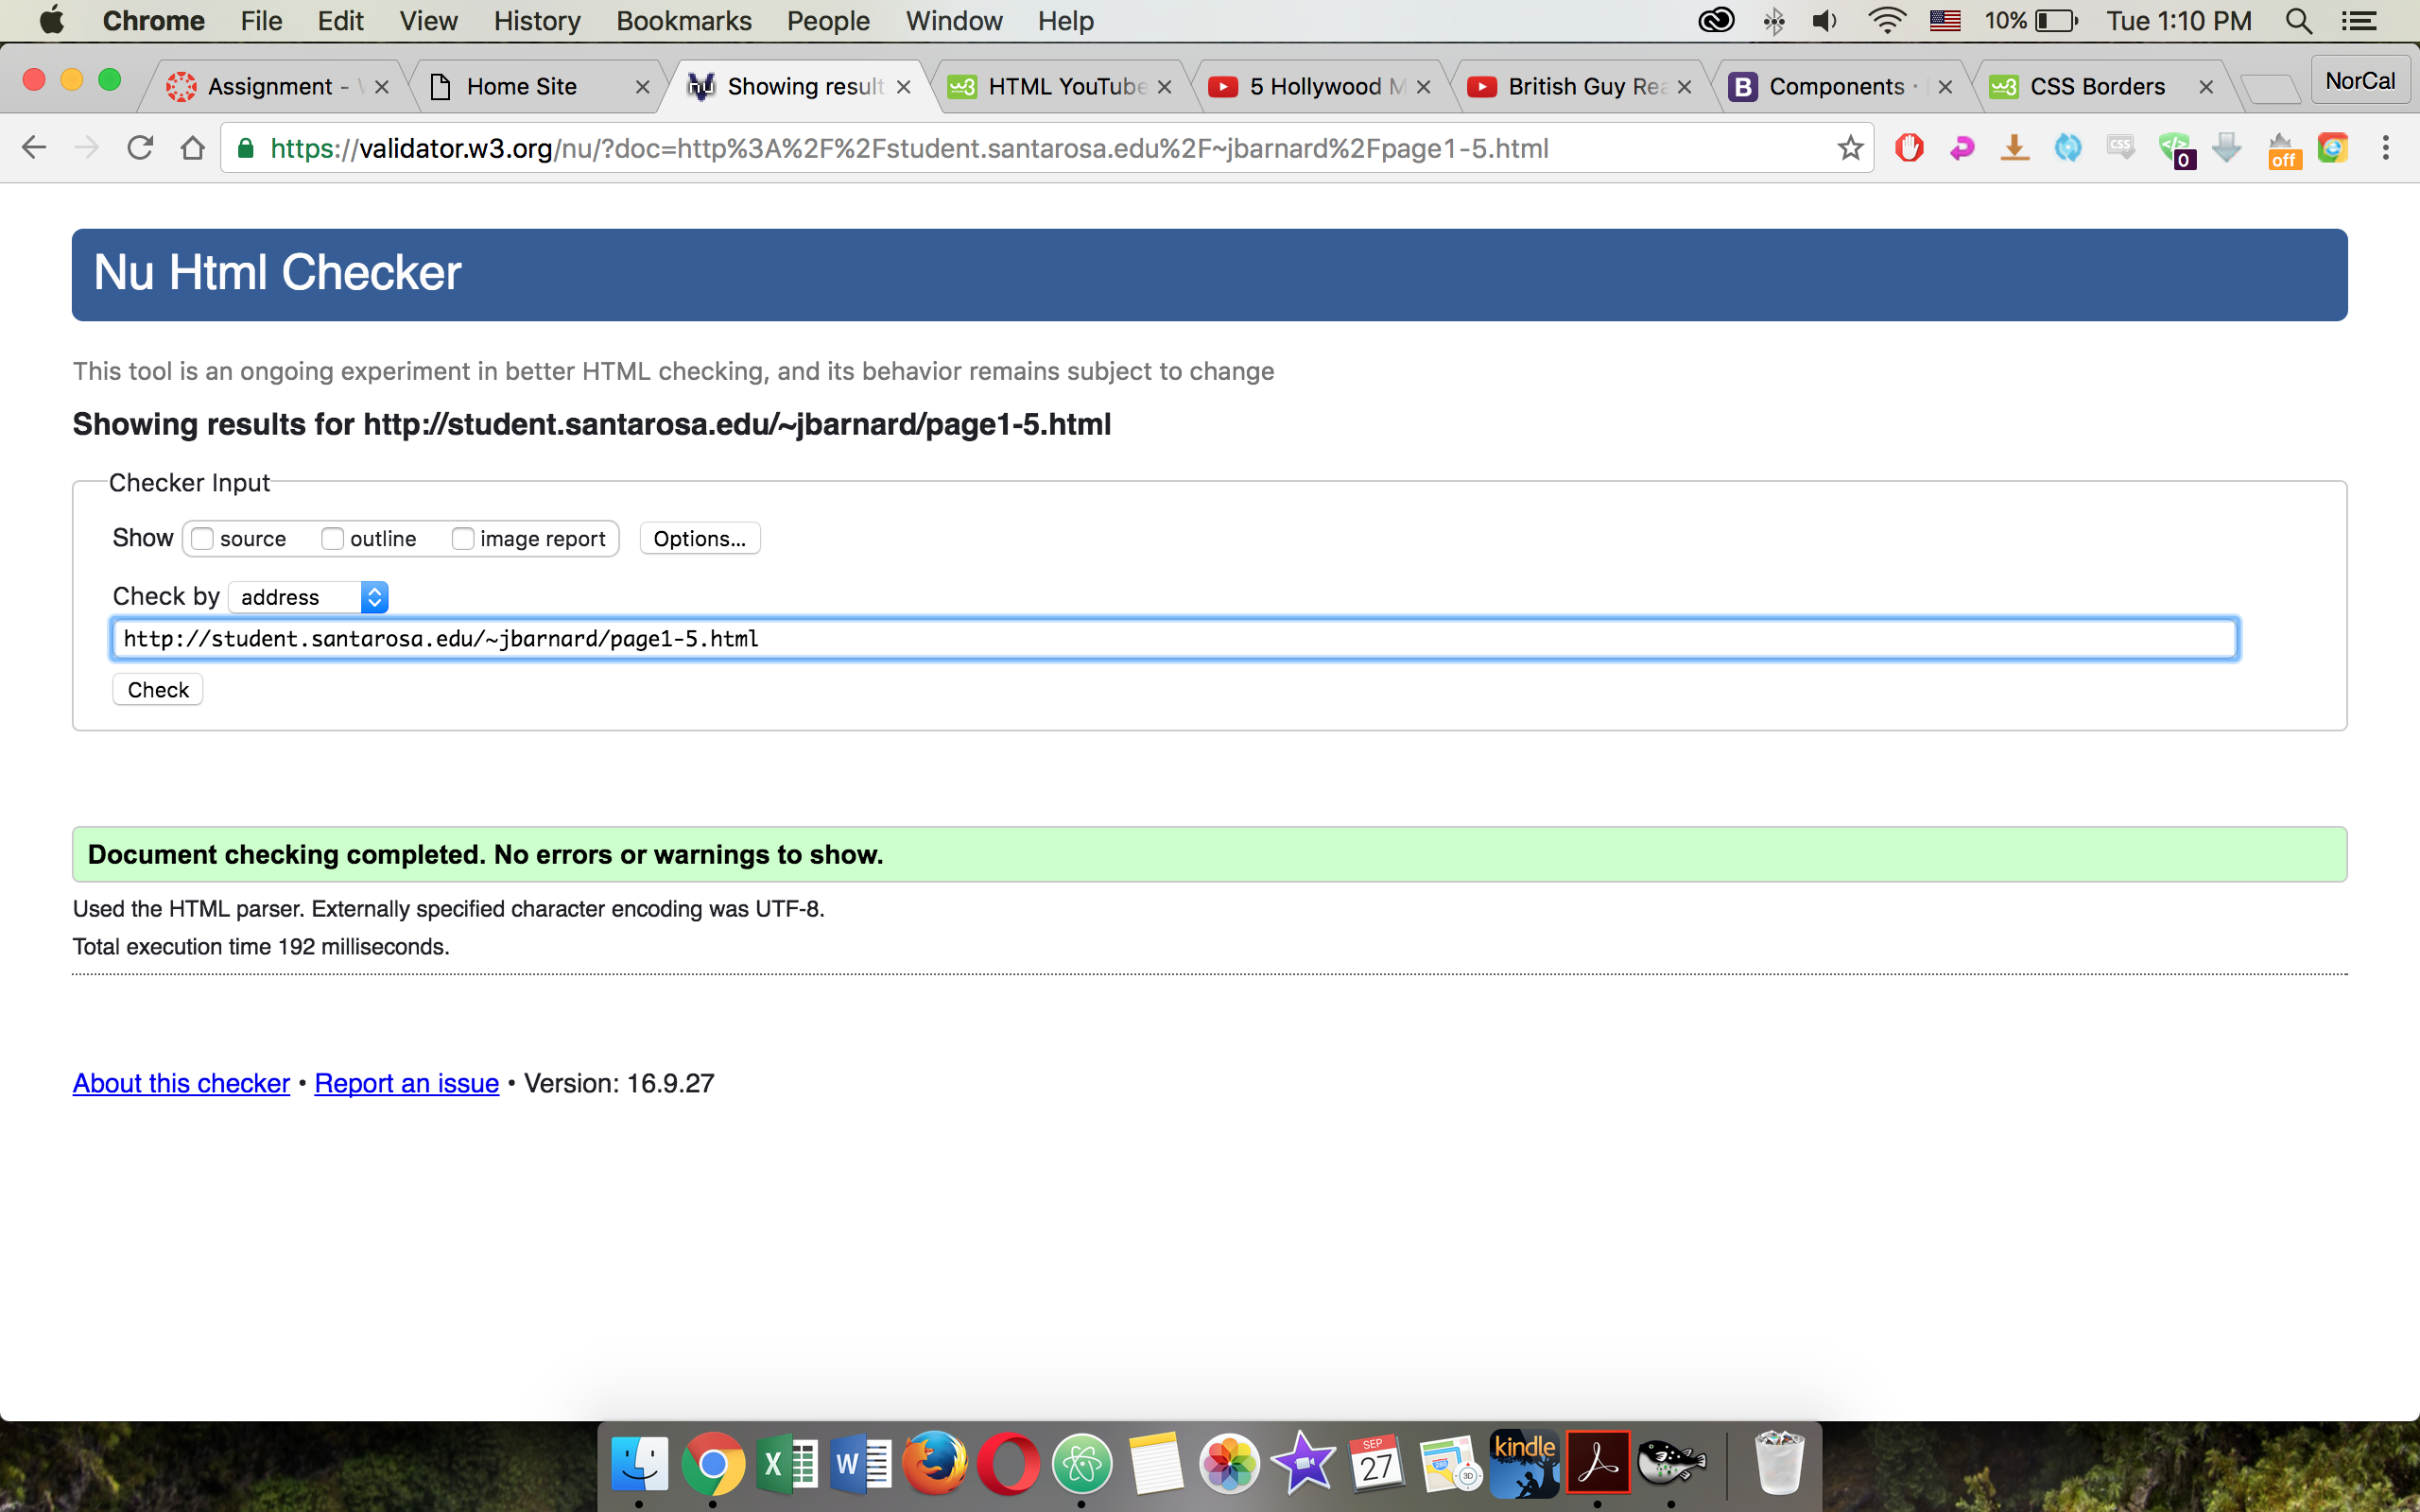 Chrome File Edit View History Bookmarks People Window Help 10% Tue 1:10 PM
Assignment - Home Site Showing result HTML YouTube 5 Hollywood M British Guy Rea Components · CSS Borders NorCal
https://validator.w3.org/nu/?doc=http%3A%2F%2Fstudent.santarosa.edu%2F~jbarnard%2Fpage1-5.html CSS 0 off
Nu Html Checker
This tool is an ongoing experiment in better HTML checking, and its behavior remains subject to change
Showing results for http://student.santarosa.edu/~jbarnard/page1-5.html
Checker Input
Show source outline image report Options...
Check by address
http://student.santarosa.edu/~jbarnard/page1-5.html
Check
Document checking completed. No errors or warnings to show.
Used the HTML parser. Externally specified character encoding was UTF-8.
Total execution time 192 milliseconds.
About this checker • Report an issue • Version: 16.9.27
SEP
27
280
3D
kindle